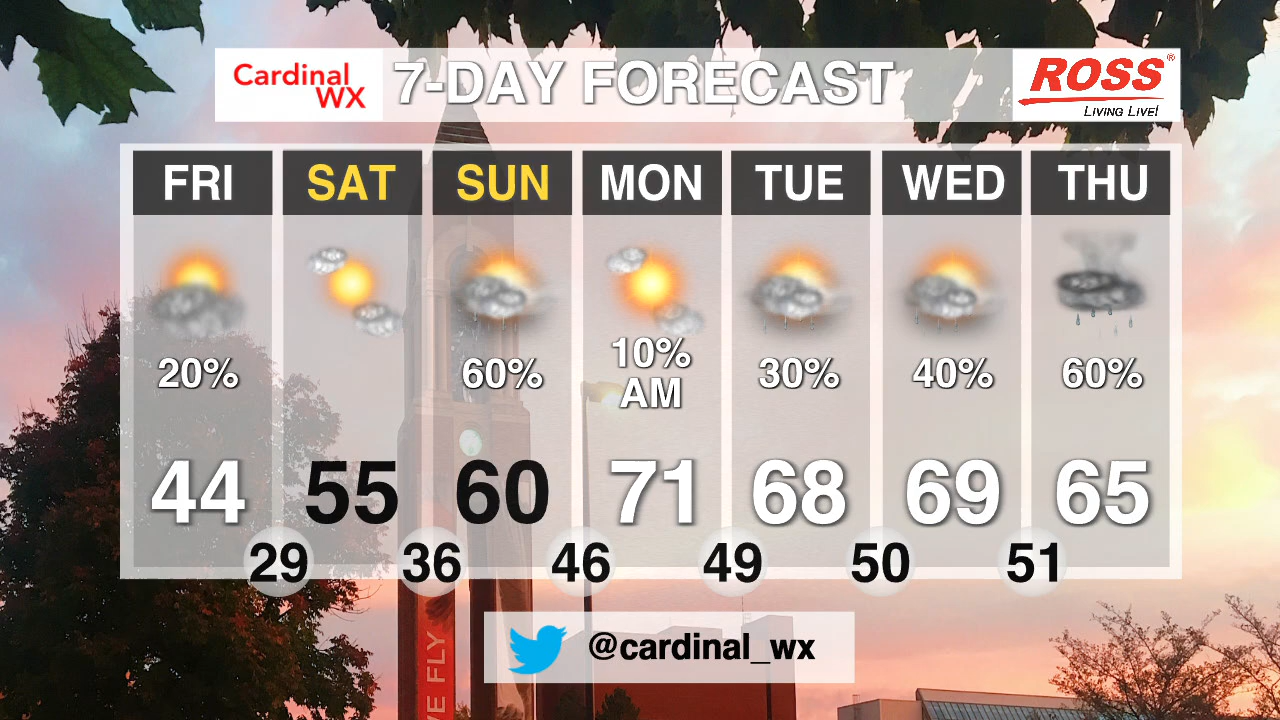 Cardinal
WX
7-DAY FORECAST
ROSS®
LIVING LIVE!
FRI SAT SUN MON TUE WED THU
20% 60% 10% AM 30% 40% 60%
44 55 60 71 68 69 65
29 36 46 49 50 51
@cardinal_wx
E FLY